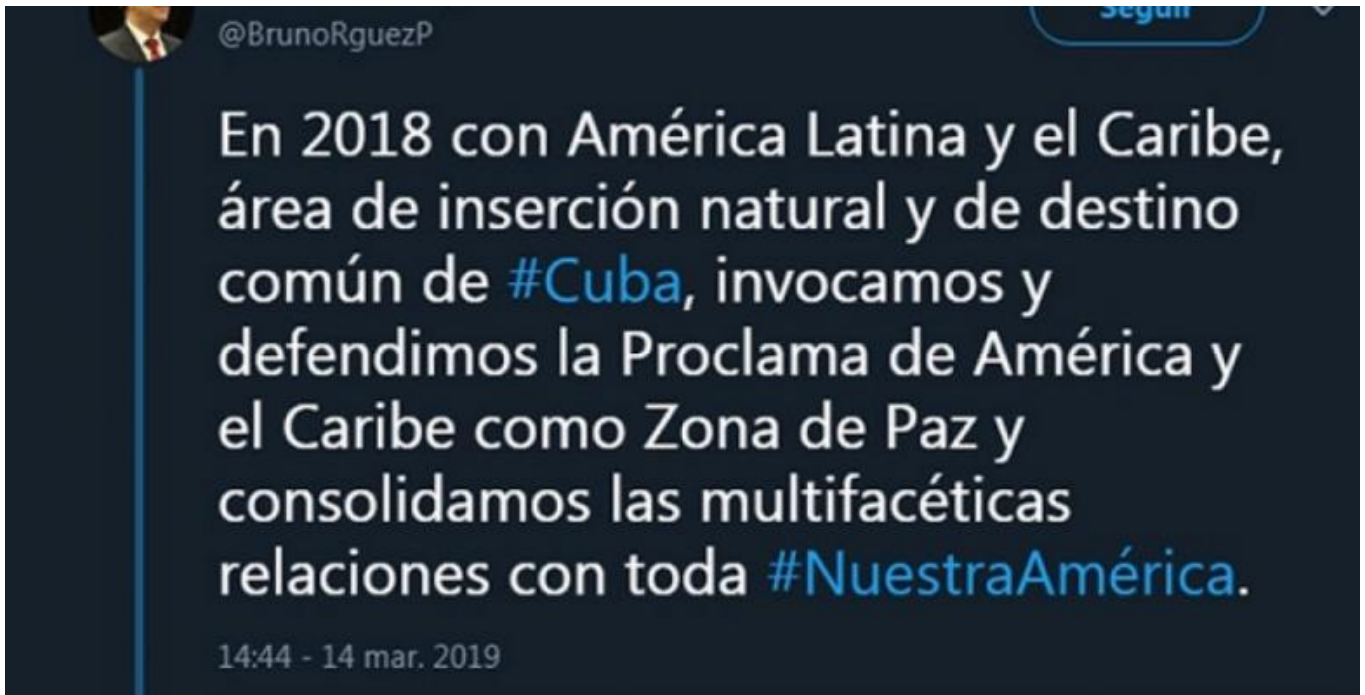 Seguir
@BrunoRguezP
En 2018 con América Latina y el Caribe,
área de inserción natural y de destino
común de #Cuba, invocamos y
defendimos la Proclama de América y
el Caribe como Zona de Paz y
consolidamos las multifacéticas
relaciones con toda #NuestraAmérica.
14:44 - 14 mar. 2019